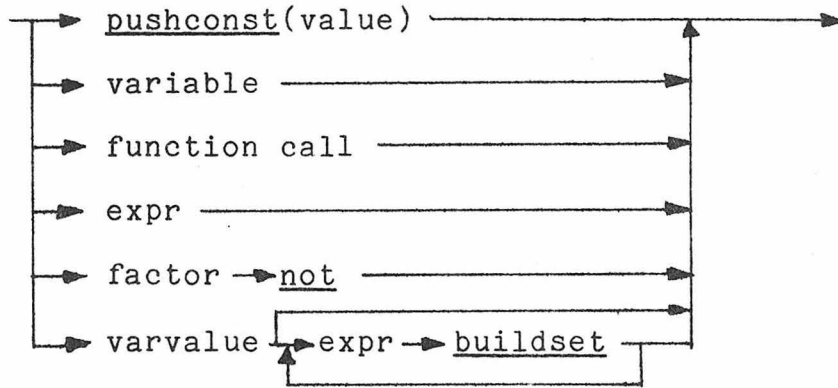 pushconst(value)
variable
function call
expr
factor not
varvalue expr buildset